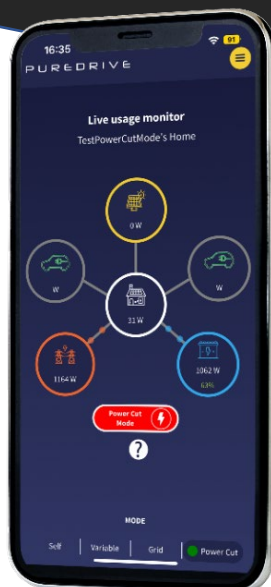 16:35
91
PUREDRIVE
Live usage monitor
TestPowerCutMode's Home
0 W
W
W
31 W
1164 W
1062 W
63%
Power Cut
Mode
?
MODE
Self
Variable
Grid
Power Cut